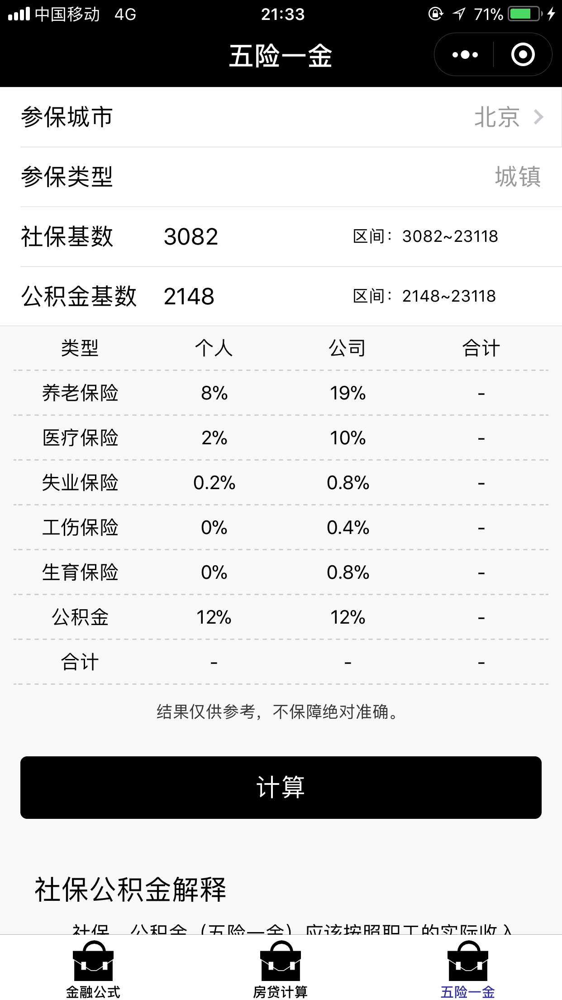 中国移动 4G 21:33 71%
五险一金
参保城市 北京
参保类型 城镇
社保基数 3082 区间：3082~23118
公积金基数 2148 区间：2148~23118
类型 个人 公司 合计
养老保险 8% 19% -
医疗保险 2% 10% -
失业保险 0.2% 0.8% -
工伤保险 0% 0.4% -
生育保险 0% 0.8% -
公积金 12% 12% -
合计 - - -
结果仅供参考，不保障绝对准确。
计算
社保公积金解释
社保、公积金（五险一金）应该按照职工的实际收入
金融公式 房贷计算 五险一金